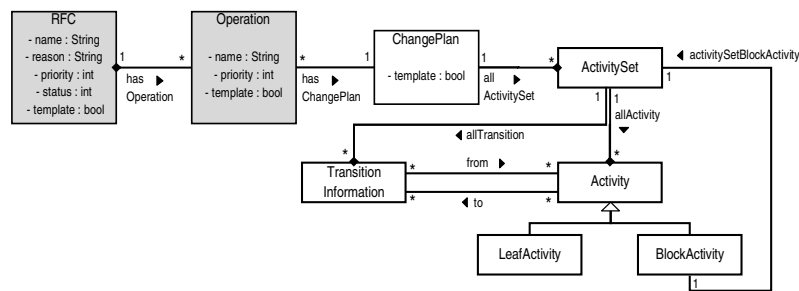 RFC
- name : String
- reason : String
- priority : int
- status : int
- template : bool
1
*
has ▶
Operation
Operation
- name : String
- priority : int
- template : bool
*
1
has ▶
ChangePlan
ChangePlan
- template : bool
1
*
all ▶
ActivitySet
ActivitySet
1
◀ activitySetBlockActivity
1
1
allActivity
▼
◀ allTransition
*
*
Transition
Information
*
from ▶
*
*
◀ to
*
Activity
LeafActivity
BlockActivity
1